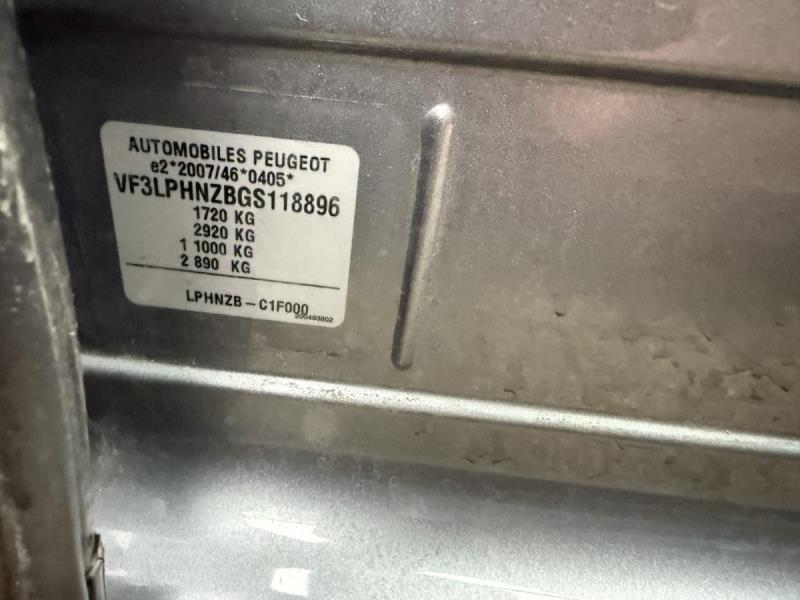 AUTOMOBILES PEUGEOT
e2*2007/46*0405*
VF3LPHNZBGS118896
1720 KG
2920 KG
1 1000 KG
2 890 KG
LPHNZB-C1F000
200493802